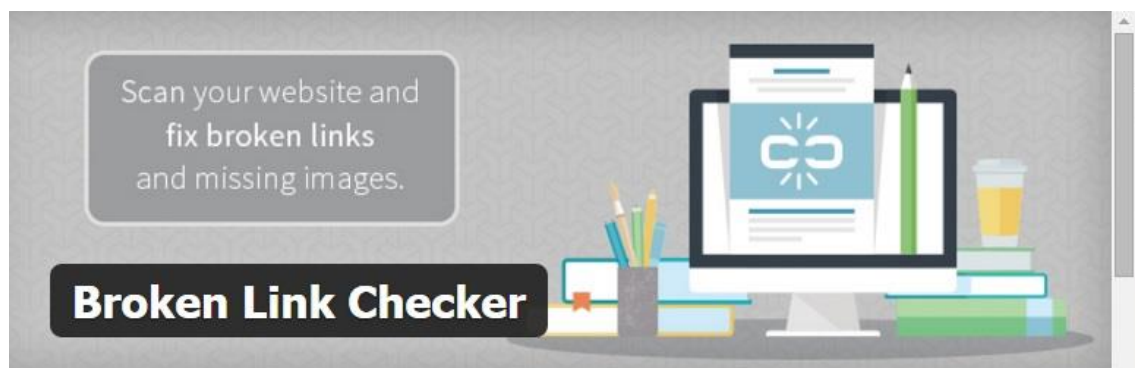 Scan your website and
fix broken links
and missing images.
Broken Link Checker